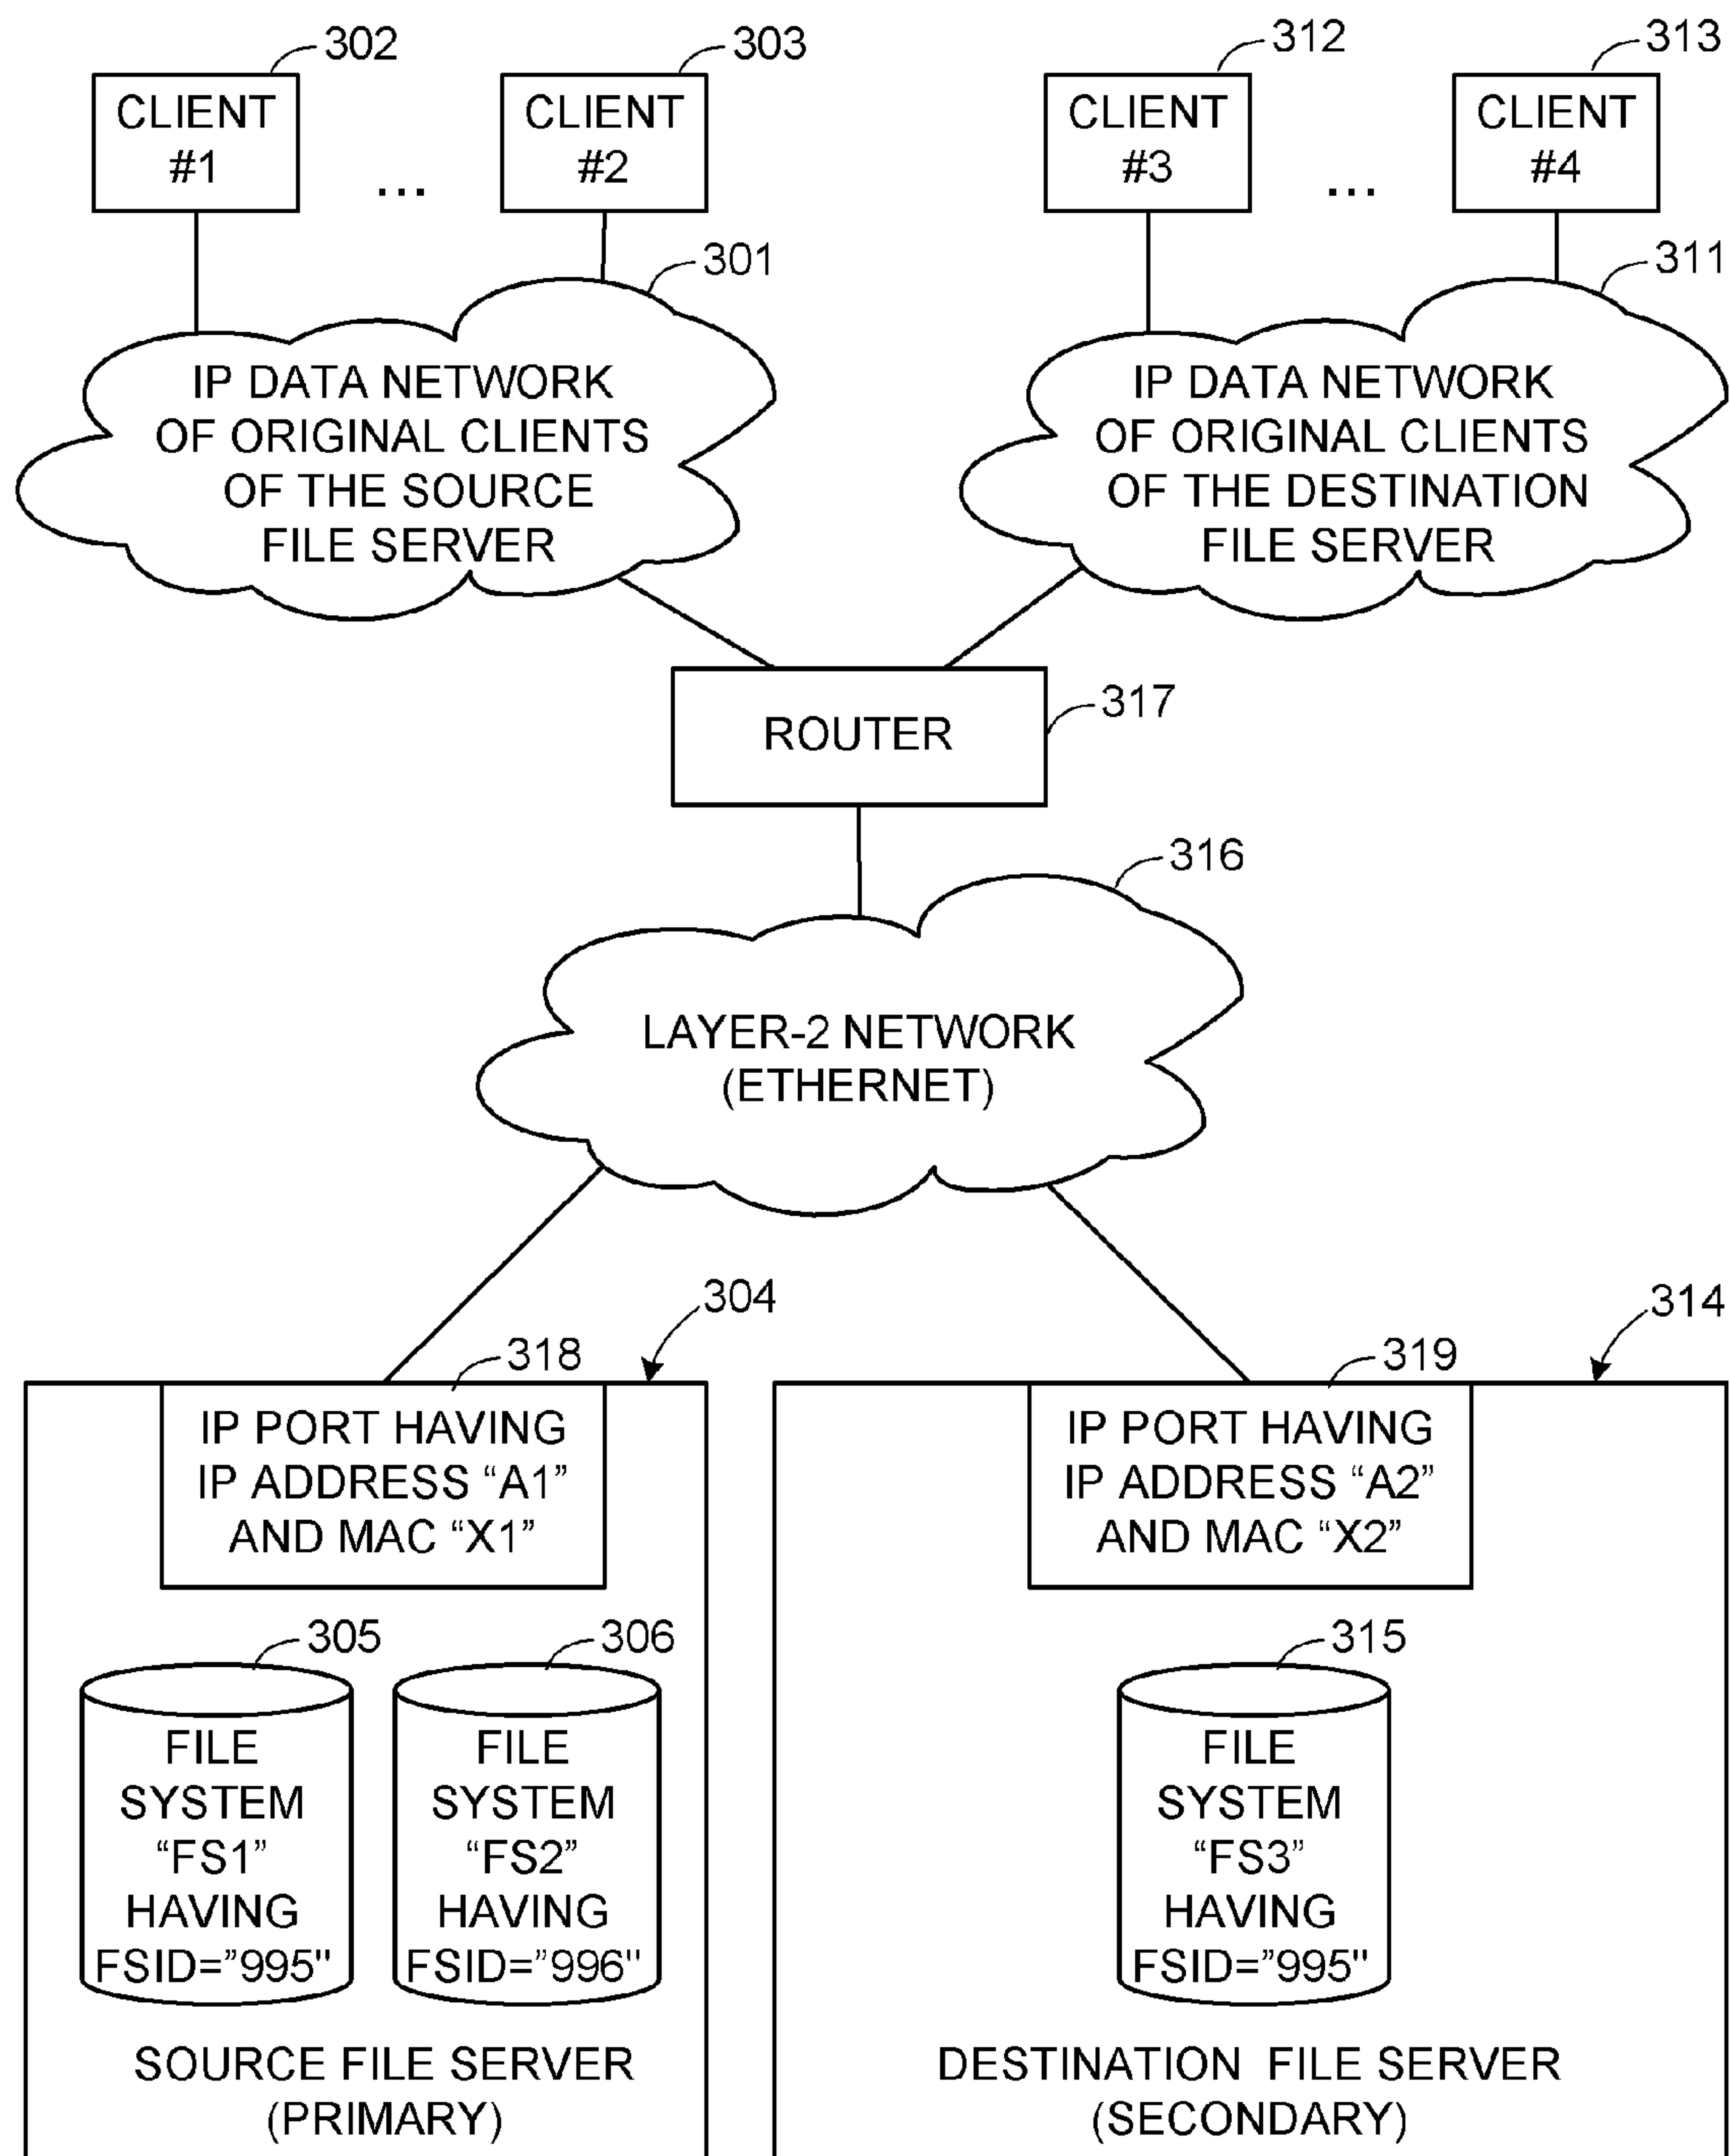 302
303
312
313
CLIENT
#1
...
CLIENT
#2
CLIENT
#3
...
CLIENT
#4
301
311
IP DATA NETWORK
OF ORIGINAL CLIENTS
OF THE SOURCE
FILE SERVER
IP DATA NETWORK
OF ORIGINAL CLIENTS
OF THE DESTINATION
FILE SERVER
ROUTER
317
316
LAYER-2 NETWORK
(ETHERNET)
304
314
318
319
IP PORT HAVING
IP ADDRESS “A1”
AND MAC “X1”
IP PORT HAVING
IP ADDRESS “A2”
AND MAC “X2”
305
306
315
FILE
SYSTEM
“FS1”
HAVING
FSID=”995"
FILE
SYSTEM
“FS2”
HAVING
FSID=”996"
FILE
SYSTEM
“FS3”
HAVING
FSID=”995"
SOURCE FILE SERVER
(PRIMARY)
DESTINATION FILE SERVER
(SECONDARY)